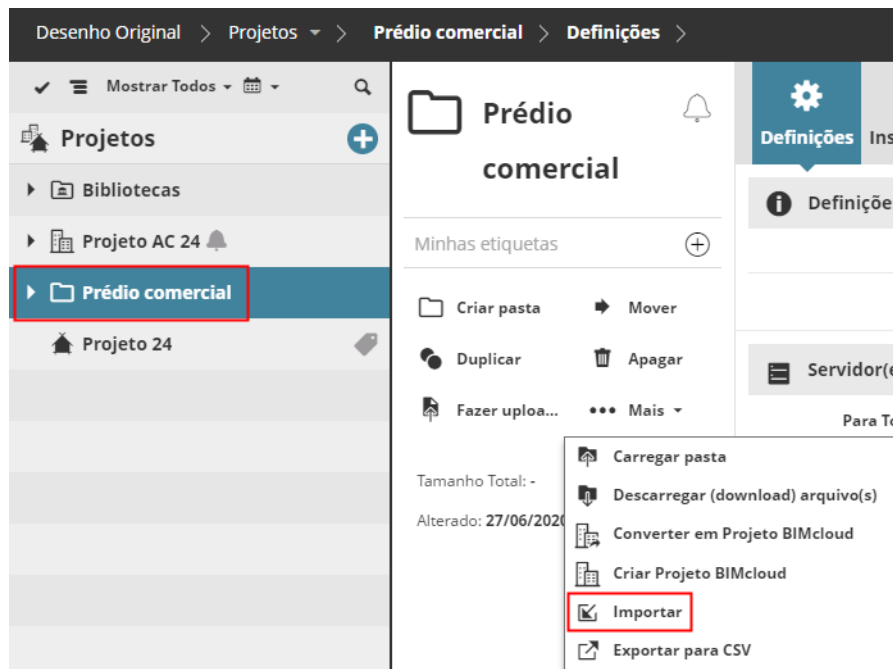 Desenho Original > Projetos > Prédio comercial > Definições >
Mostrar Todos
Projetos
Bibliotecas
Projeto AC 24
Prédio comercial
Projeto 24
Prédio
comercial
Minhas etiquetas
Criar pasta
Mover
Duplicar
Apagar
Fazer uploa...
Mais
Tamanho Total: -
Alterado: 27/06/2020
Carregar pasta
Descarregar (download) arquivo(s)
Converter em Projeto BIMcloud
Criar Projeto BIMcloud
Importar
Exportar para CSV
Definições
Ins
Definiçõe
Servidor(e
Para To